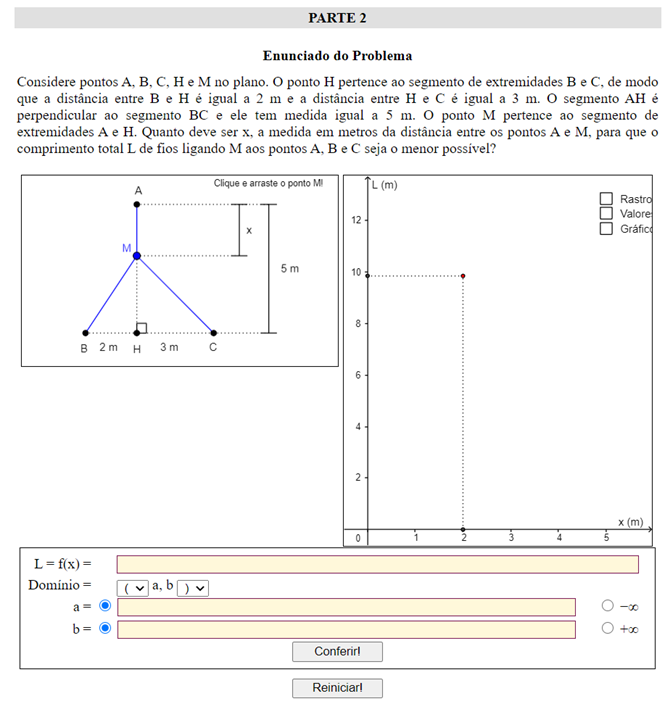 PARTE 2
Enunciado do Problema
Considere pontos A, B, C, H e M no plano. O ponto H pertence ao segmento de extremidades B e C, de modo
que a distância entre B e H é igual a 2 m e a distância entre H e C é igual a 3 m. O segmento AH é
perpendicular ao segmento BC e ele tem medida igual a 5 m. O ponto M pertence ao segmento de
extremidades A e H. Quanto deve ser x, a medida em metros da distância entre os pontos A e M, para que o
comprimento total L de fios ligando M aos pontos A, B e C seja o menor possível?
Clique e arraste o ponto M!
A
x
M
5 m
B 2 m H 3 m C
L (m)
Rastro
Valore
Gráfico
12
10
8
6
4
2
x (m)
0 1 2 3 4 5
L = f(x) =
Domínio = ( a, b )
a = −∞
b = +∞
Conferir!
Reiniciar!